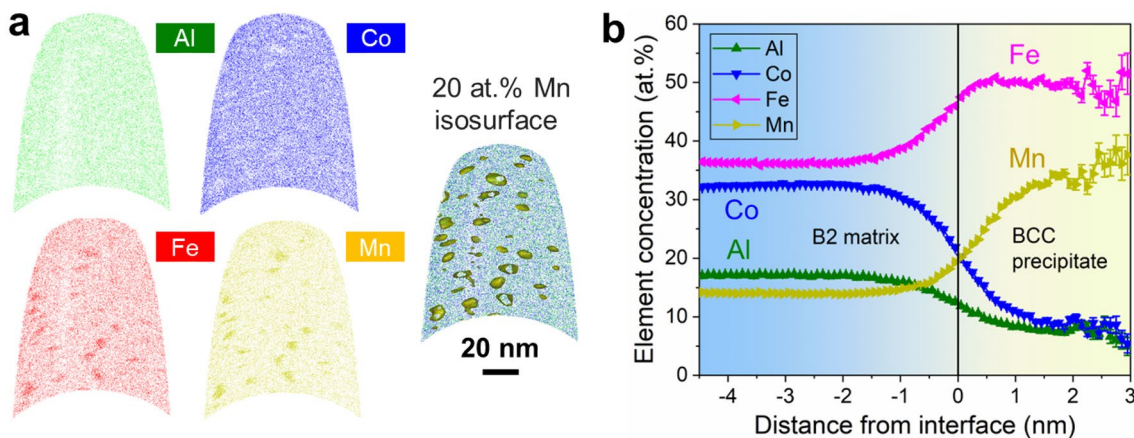 a
Al
Co
Fe
Mn
20 at.% Mn
isosurface
20 nm
b
Element concentration (at.%)
60
50
40
30
20
10
0
Al
Co
Fe
Mn
Fe
Mn
Co
Al
B2 matrix
BCC
precipitate
-4
-3
-2
-1
0
1
2
3
Distance from interface (nm)